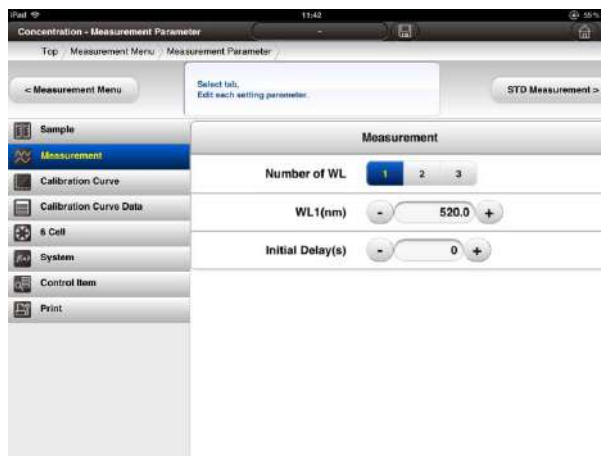 iPad 11:42 55%
Concentration - Measurement Parameter -
Top / Measurement Menu / Measurement Parameter /
< Measurement Menu
Select tab,
Edit each setting parameter.
STD Measurement >
Sample
Measurement
Calibration Curve
Calibration Curve Data
6 Cell
System
Control Item
Print
Measurement
Number of WL 1 2 3
WL1(nm) - 520.0 +
Initial Delay(s) - 0 +